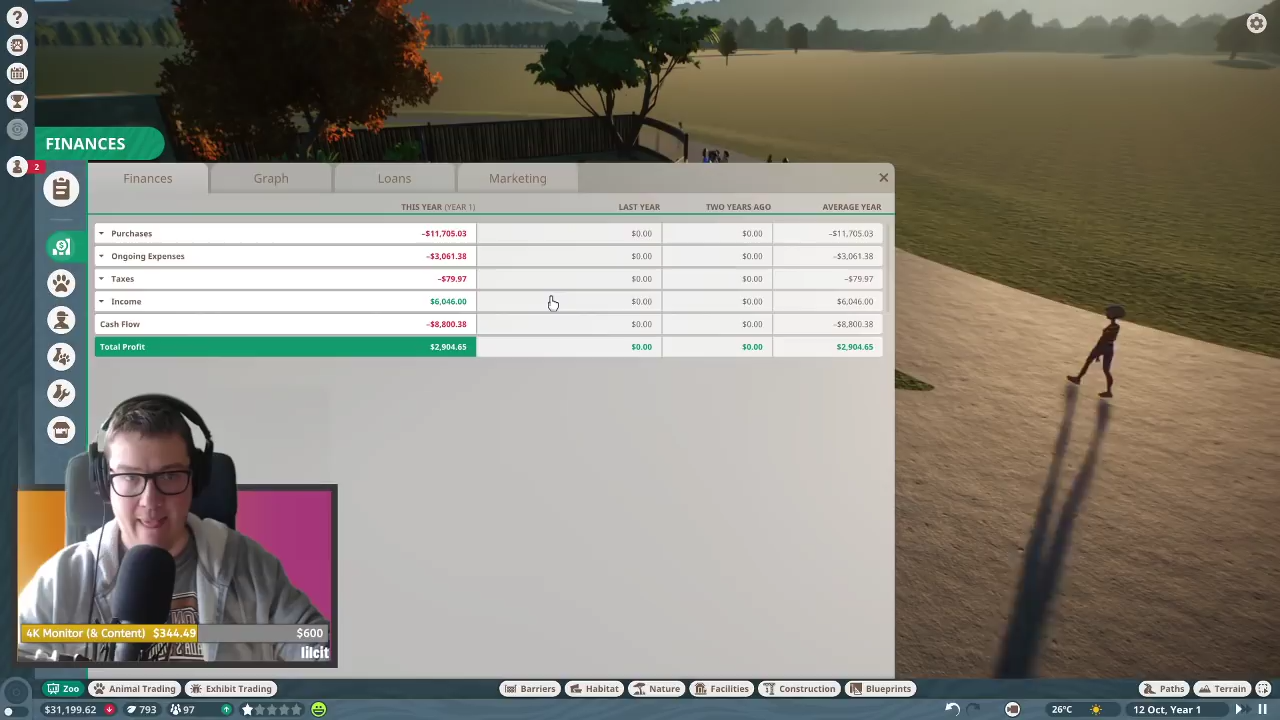 FINANCES
2
Finances Graph Loans Marketing
THIS YEAR (YEAR 1) LAST YEAR TWO YEARS AGO AVERAGE YEAR
Purchases –$11,705.03 $0.00 $0.00 –$11,705.03
Ongoing Expenses –$3,061.38 $0.00 $0.00 –$3,061.38
Taxes –$79.97 $0.00 $0.00 –$79.97
Income $6,046.00 $0.00 $0.00 $6,046.00
Cash Flow –$8,800.38 $0.00 $0.00 –$8,800.38
Total Profit $2,904.65 $0.00 $0.00 $2,904.65
4K Monitor (& Content) $344.49 $600
lilcit
Zoo Animal Trading Exhibit Trading Barriers Habitat Nature Facilities Construction Blueprints Paths Terrain
$31,199.62 793 97 26°C 12 Oct, Year 1